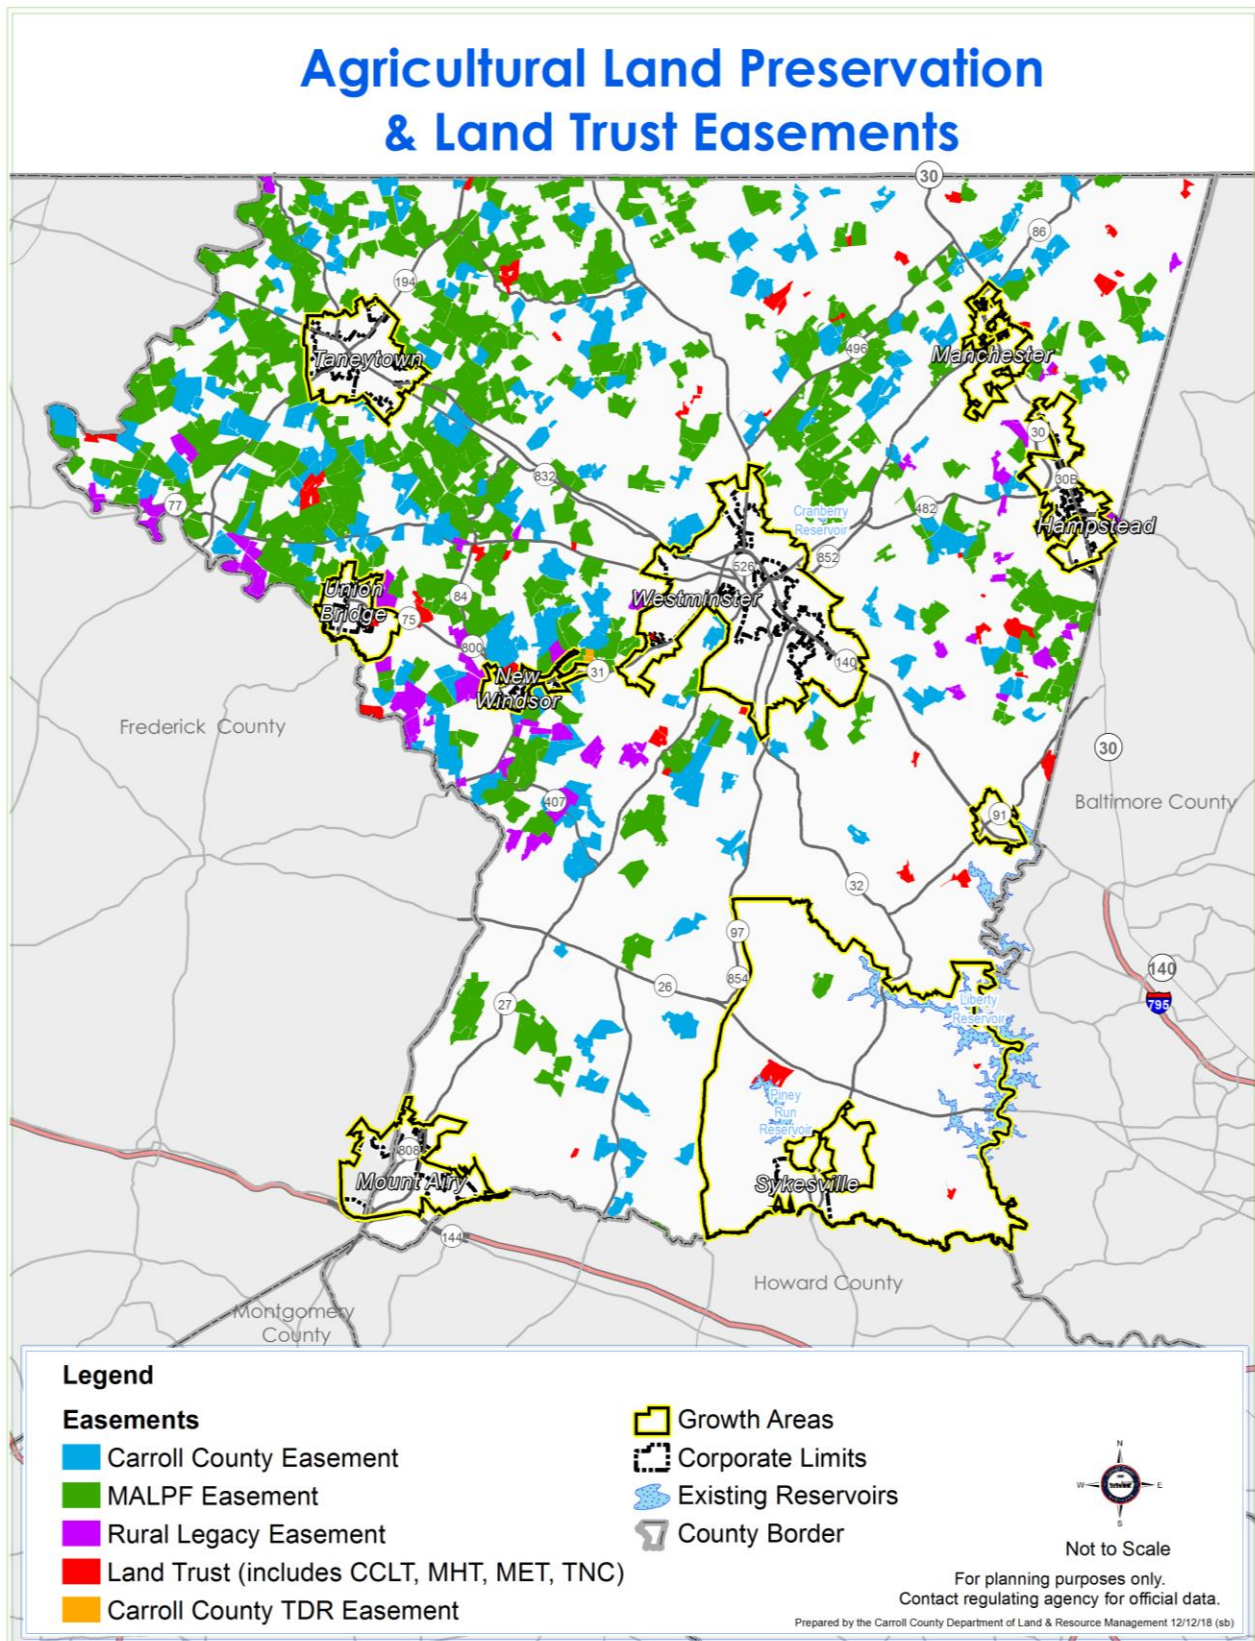 Agricultural Land Preservation
& Land Trust Easements
30
86
194
Taneytown
496
Manchester
30
832
30B
77
482
Cranberry
Reservoir
Hampstead
852
526
Union
Bridge
84
Westminster
75
800
140
31
New
Windsor
Frederick County
30
407
91
Baltimore County
32
97
854
140
26
27
Liberty
Reservoir
795
Piney
Run
Reservoir
808
Mount Airy
Sykesville
144
Howard County
Montgomery
County
Legend
Easements
Carroll County Easement
MALPF Easement
Rural Legacy Easement
Land Trust (includes CCLT, MHT, MET, TNC)
Carroll County TDR Easement
Growth Areas
Corporate Limits
Existing Reservoirs
County Border
N
W
E
S
Not to Scale
For planning purposes only.
Contact regulating agency for official data.
Prepared by the Carroll County Department of Land & Resource Management 12/12/18 (sb)